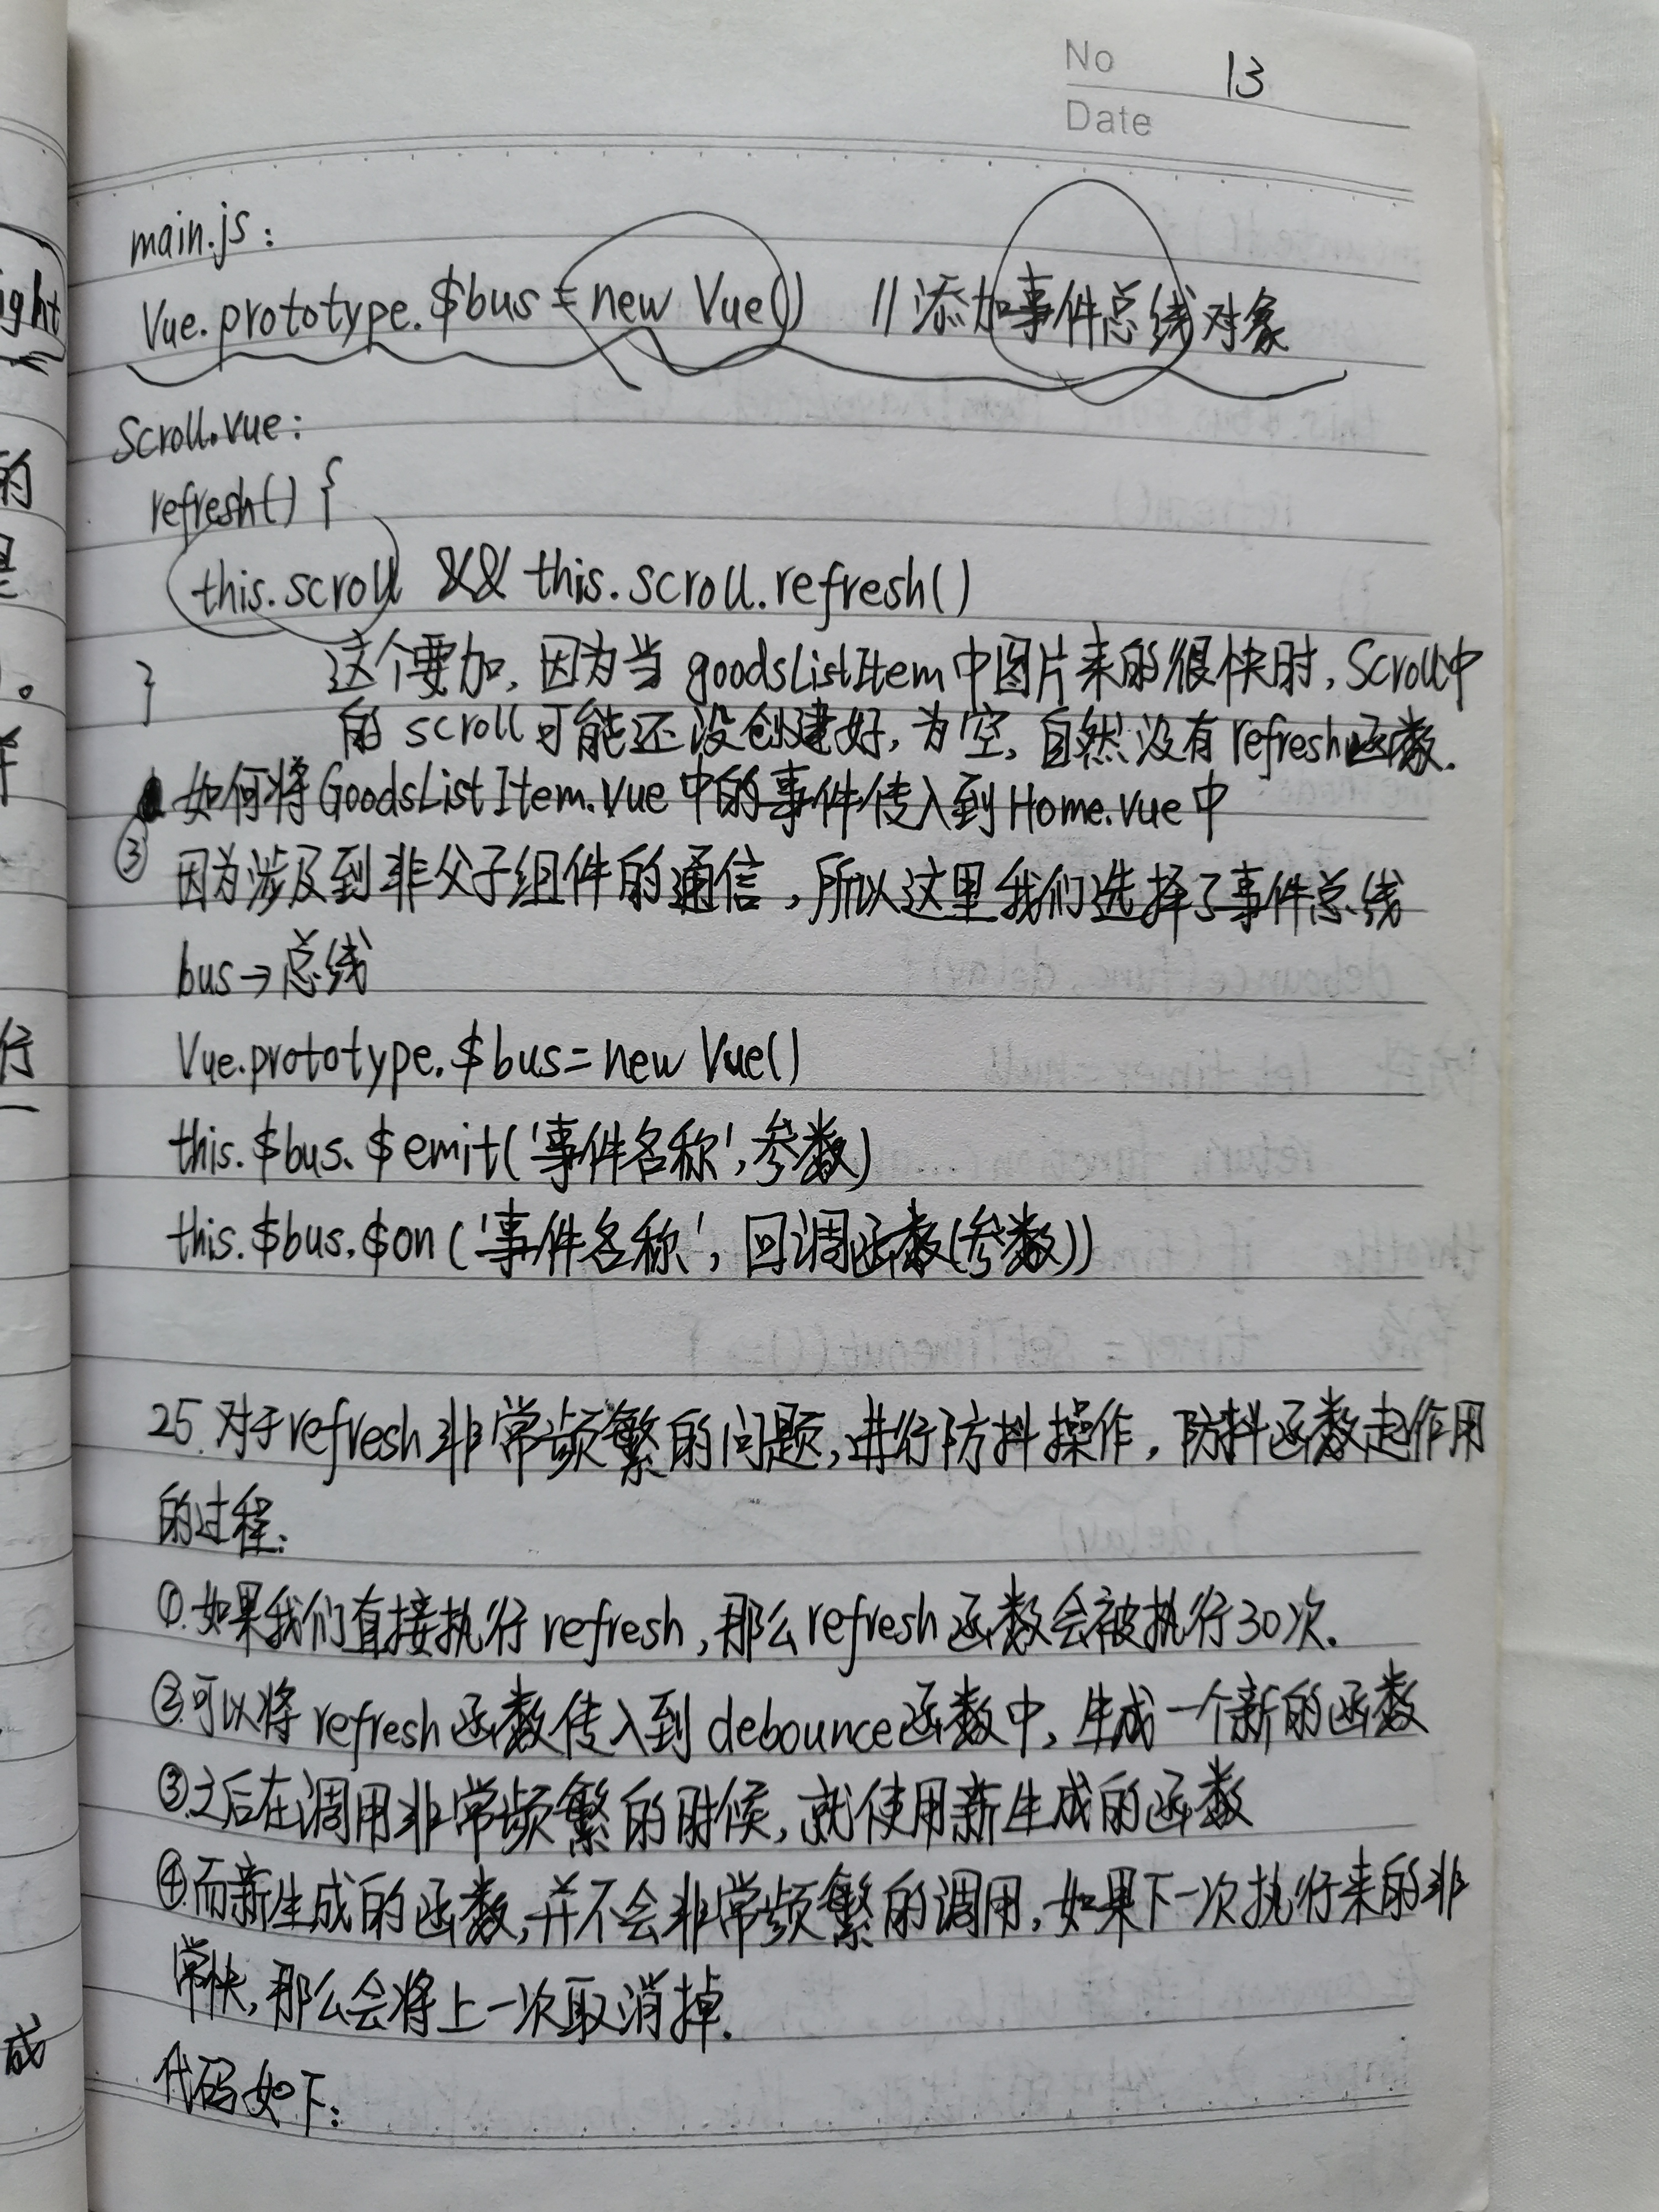 No 13
Date
main.js:
Vue.prototype.$bus = new Vue() //添加事件总线对象
Scroll.vue:
refresh() {
this.scroll && this.scroll.refresh()
} 这个要加,因为当goodsListItem中图片来的很快时,Scroll中
的scroll可能还没创建好,为空,自然没有refresh函数.
如何将GoodsListItem.vue中的事件传入到Home.vue中
③ 因为涉及到非父子组件的通信,所以这里我们选择了事件总线
bus→总线
Vue.prototype.$bus=new Vue()
this.$bus.$emit('事件名称',参数)
this.$bus.$on('事件名称',回调函数(参数))
25.对于refresh非常频繁的问题,进行防抖操作,防抖函数起作用
的过程:
①.如果我们直接执行refresh,那么refresh函数会被执行30次.
②.可以将refresh函数传入到debounce函数中,生成一个新的函数
③.之后在调用非常频繁的时候,就使用新生成的函数
④.而新生成的函数,并不会非常频繁的调用,如果下一次执行来的非
常快,那么会将上一次取消掉.
代码如下:
ight
的
行
成